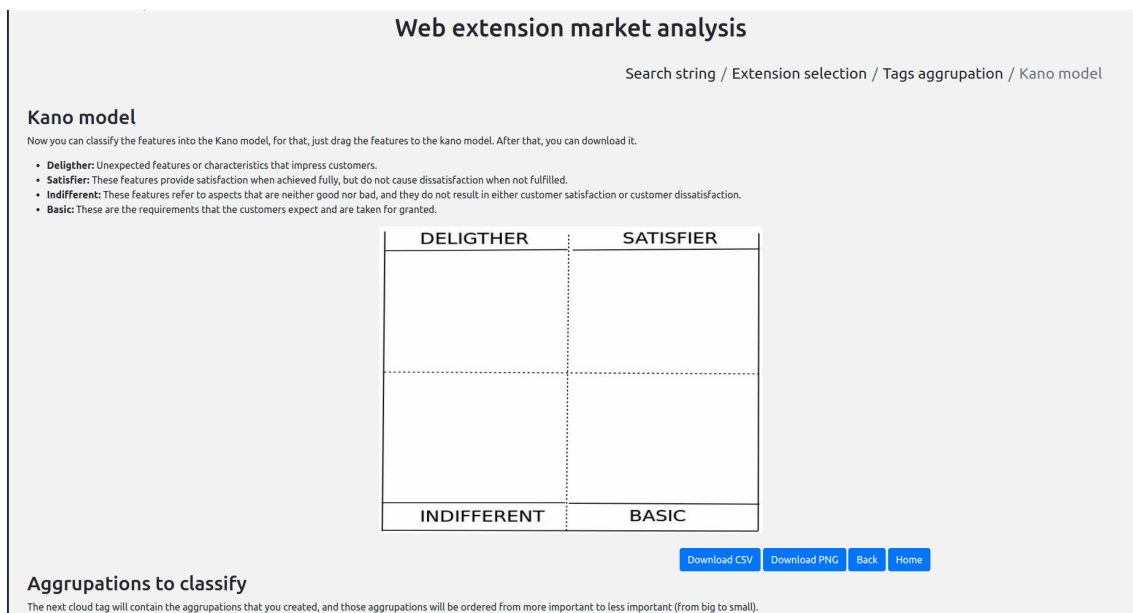 Web extension market analysis
Search string / Extension selection / Tags aggrupation / Kano model
Kano model
Now you can classify the features into the Kano model, for that, just drag the features to the kano model. After that, you can download it.
• Deligther: Unexpected features or characteristics that impress customers.
• Satisfier: These features provide satisfaction when achieved fully, but do not cause dissatisfaction when not fulfilled.
• Indifferent: These features refer to aspects that are neither good nor bad, and they do not result in either customer satisfaction or customer dissatisfaction.
• Basic: These are the requirements that the customers expect and are taken for granted.
DELIGTHER SATISFIER
INDIFFERENT BASIC
Download CSV Download PNG Back Home
Aggrupations to classify
The next cloud tag will contain the aggrupations that you created, and those aggrupations will be ordered from more important to less important (from big to small).